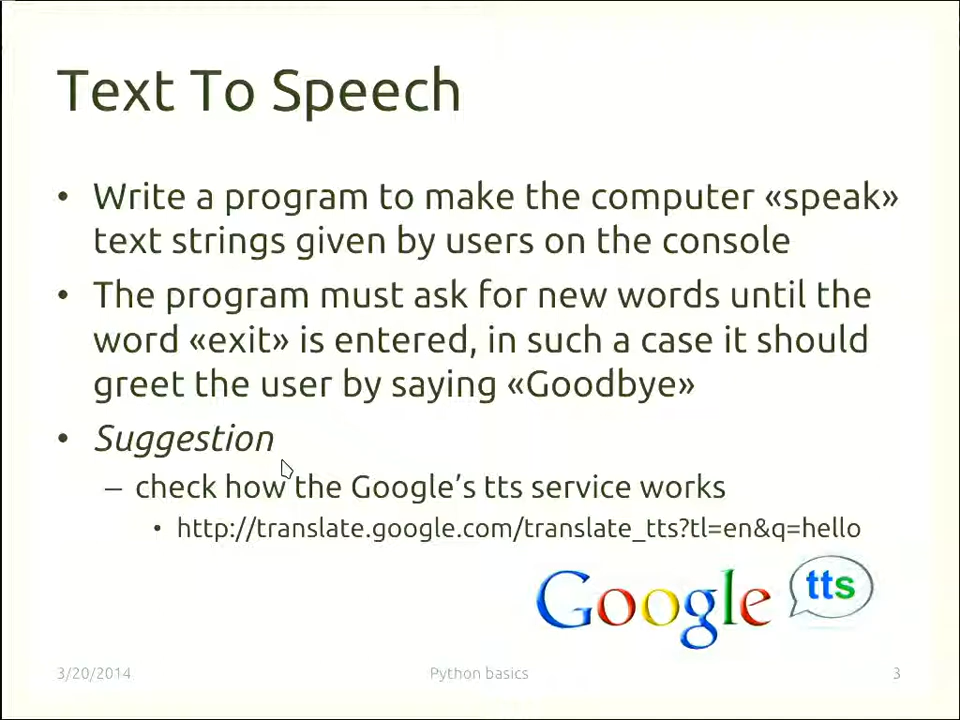 Text To Speech
• Write a program to make the computer «speak»
text strings given by users on the console
• The program must ask for new words until the
word «exit» is entered, in such a case it should
greet the user by saying «Goodbye»
• Suggestion
– check how the Google’s tts service works
• http://translate.google.com/translate_tts?tl=en&q=hello
Google tts
3/20/2014 Python basics 3